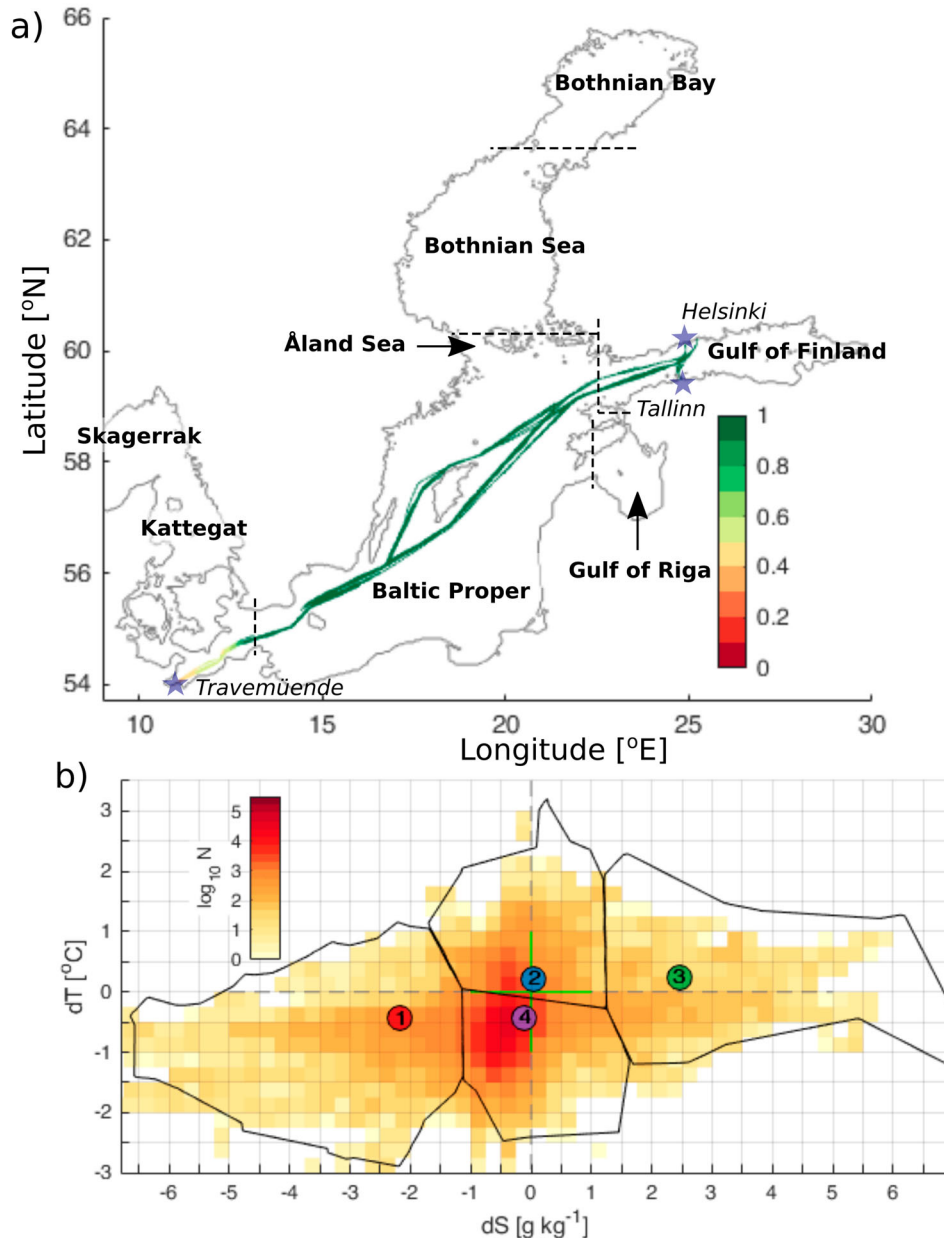 a)
66
64
62
60
58
56
54
Latitude [°N]
Bothnian Bay
Bothnian Sea
Helsinki
Åland Sea
Gulf of Finland
Tallinn
Skagerrak
Kattegat
Gulf of Riga
Baltic Proper
Travemüende
1
0.8
0.6
0.4
0.2
0
10 15 20 25 30
Longitude [°E]
b)
3
2
1
0
-1
-2
-3
dT [°C]
5
4
3
2
1
0
log10 N
1
2
3
4
-6 -5 -4 -3 -2 -1 0 1 2 3 4 5 6
dS [g kg-1]